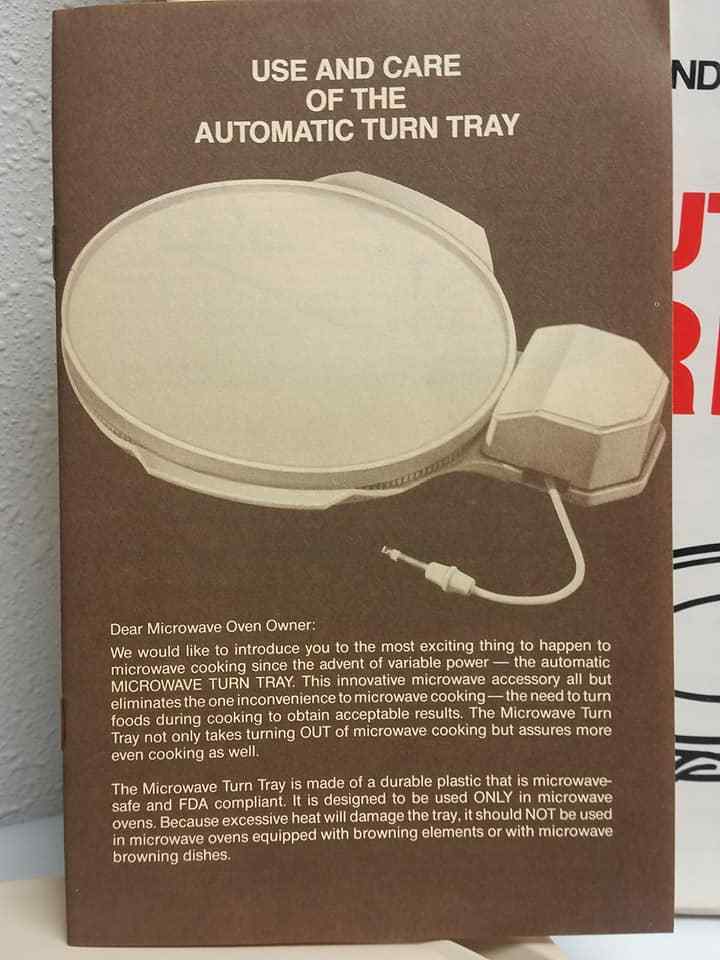 USE AND CARE
OF THE
AUTOMATIC TURN TRAY
Dear Microwave Oven Owner:
We would like to introduce you to the most exciting thing to happen to
microwave cooking since the advent of variable power — the automatic
MICROWAVE TURN TRAY. This innovative microwave accessory all but
eliminates the one inconvenience to microwave cooking — the need to turn
foods during cooking to obtain acceptable results. The Microwave Turn
Tray not only takes turning OUT of microwave cooking but assures more
even cooking as well.
The Microwave Turn Tray is made of a durable plastic that is microwave-
safe and FDA compliant. It is designed to be used ONLY in microwave
ovens. Because excessive heat will damage the tray, it should NOT be used
in microwave ovens equipped with browning elements or with microwave
browning dishes.
ND